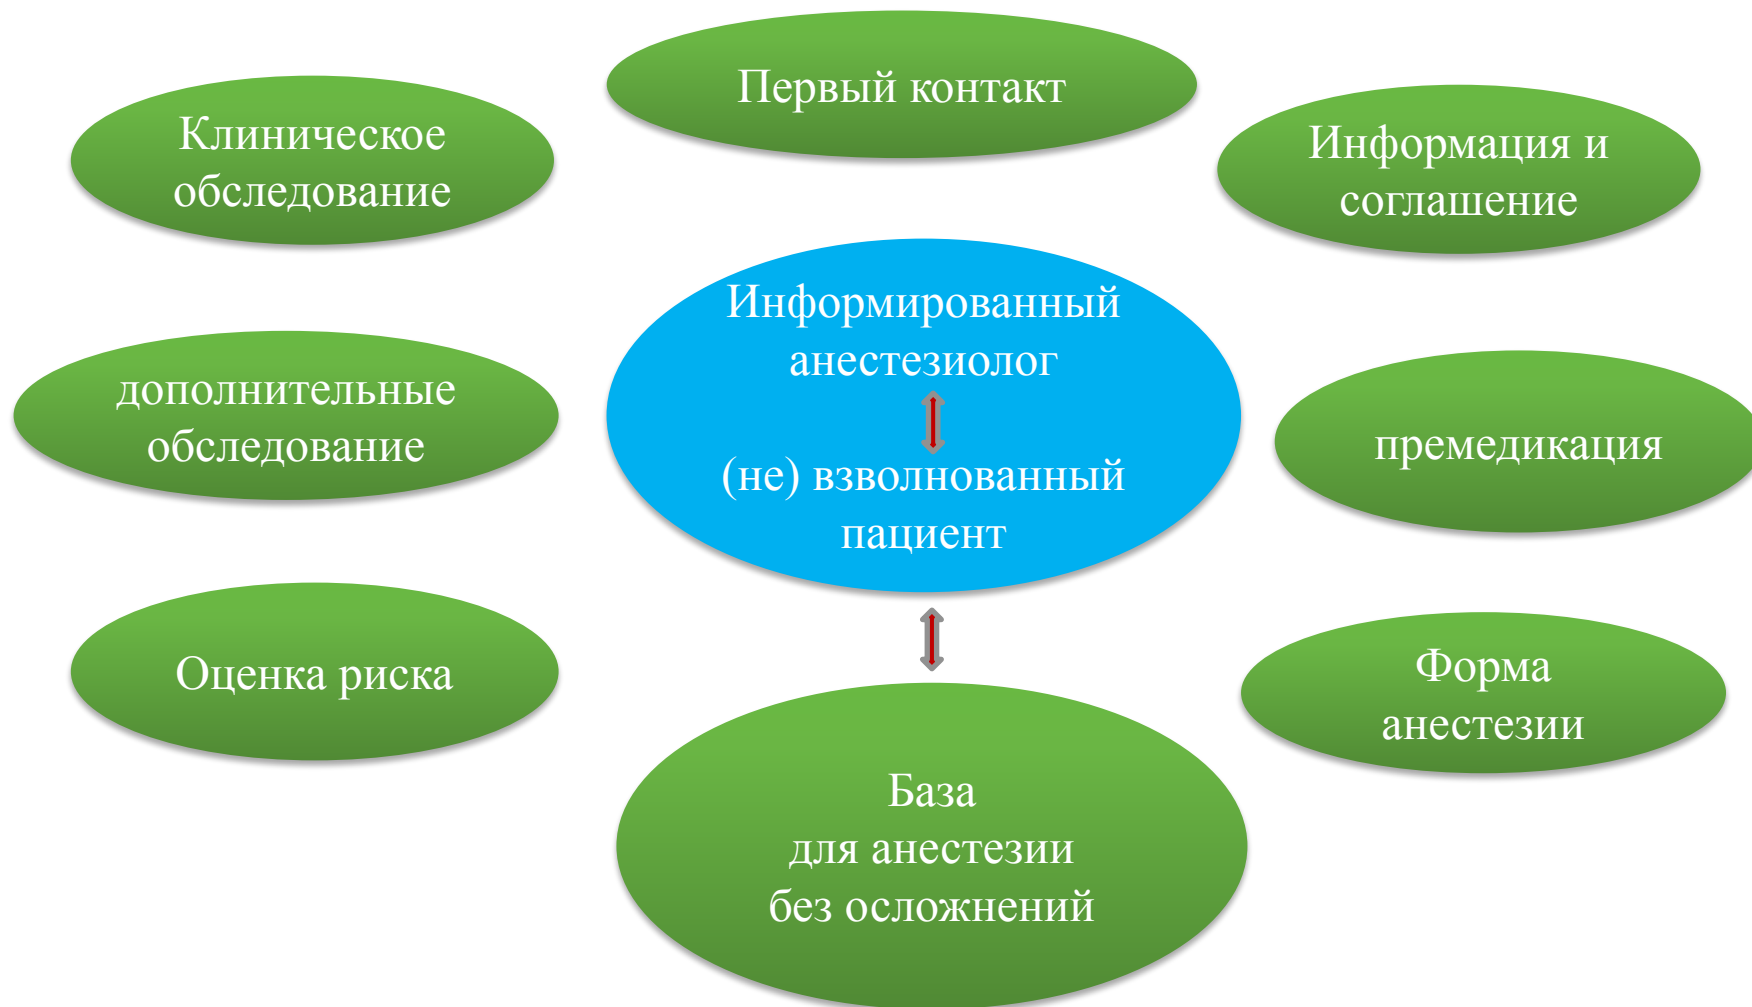 Первый контакт
Клиническое
обследование
Информация и
соглашение
Информированный
анестезиолог
(не) взволнованный
пациент
дополнительные
обследование
премедикация
Оценка риска
Форма
анестезии
База
для анестезии
без осложнений